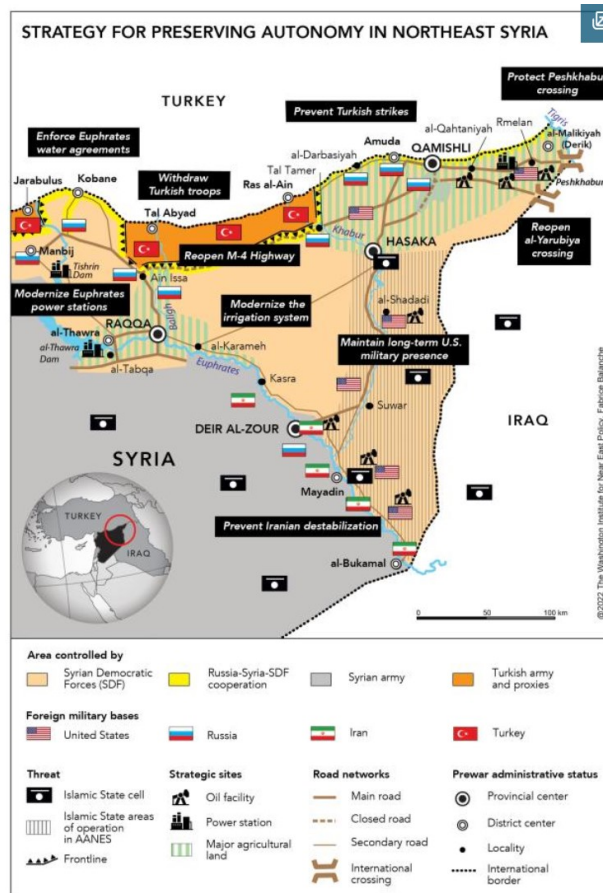 STRATEGY FOR PRESERVING AUTONOMY IN NORTHEAST SYRIA
Protect Peshkhabur
crossing
TURKEY
Prevent Turkish strikes
Tigris
Rmelan
al-Qahtaniyah
al-Malikiyah
(Derik)
Amuda
QAMISHLI
al-Darbasiyah
Enforce Euphrates
water agreements
Withdraw
Turkish troops
Tal Tamer
Ras al-Ain
Jarabulus
Kobane
Peshkhabur
Tal Abyad
Khabur
Reopen
al-Yarubiya
crossing
Manbij
Reopen M-4 Highway
HASAKA
Tishrin
Dam
Ain Issa
Modernize Euphrates
power stations
Baligh
Modernize the
irrigation system
al-Shadadi
al-Thawra
RAQQA
al-Thawra
Dam
al-Karameh
Maintain long-term U.S.
military presence
al-Tabqa
Euphrates
Kasra
Suwar
IRAQ
DEIR AL-ZOUR
SYRIA
Mayadin
Prevent Iranian destabilization
al-Bukamal
TURKEY
SYRIA
IRAQ
0 50 100 km
@2022 The Washington Institute for Near East Policy, Fabrice Balanche
Area controlled by
Syrian Democratic
Forces (SDF)
Russia-Syria-SDF
cooperation
Syrian army
Turkish army
and proxies
Foreign military bases
United States
Russia
Iran
Turkey
Threat
Islamic State cell
Islamic State areas
of operation
in AANES
Frontline
Strategic sites
Oil facility
Power station
Major agricultural
land
Road networks
Main road
Closed road
Secondary road
International
crossing
Prewar administrative status
Provincial center
District center
Locality
International
border